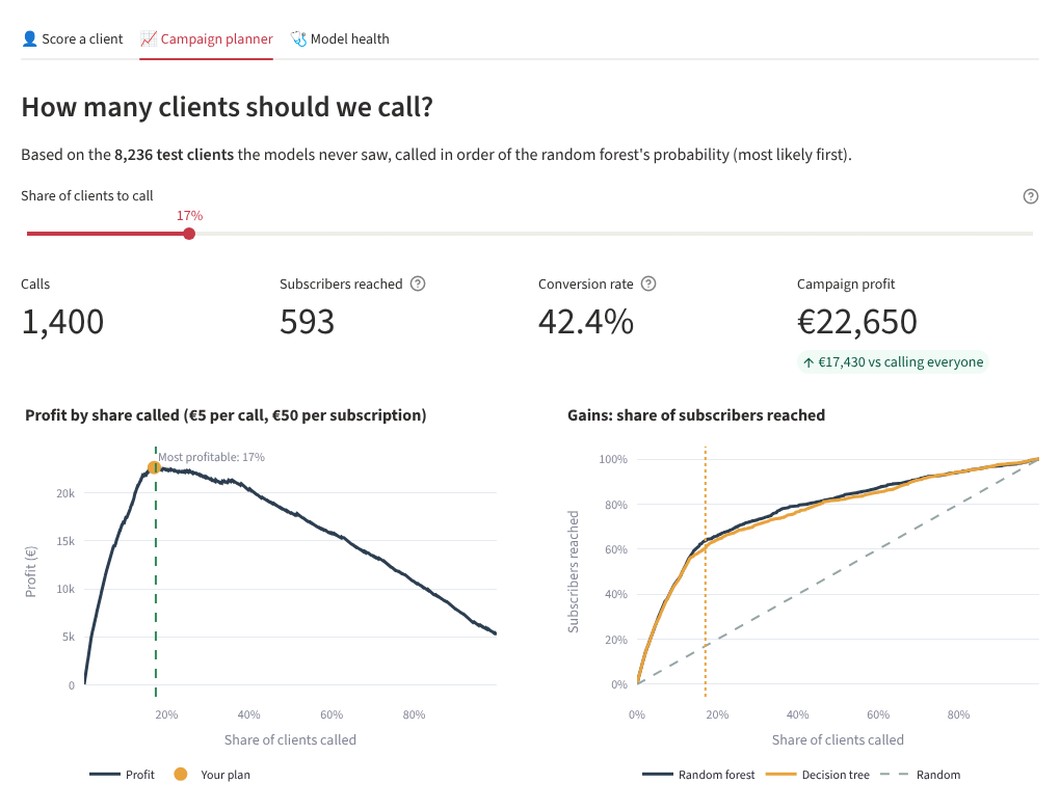 👤 Score a client 📈 Campaign planner 🩺 Model health
How many clients should we call?
Based on the 8,236 test clients the models never saw, called in order of the random forest's probability (most likely first).
Share of clients to call ?
17%
Calls Subscribers reached ? Conversion rate ? Campaign profit
1,400 593 42.4% €22,650
↑ €17,430 vs calling everyone
Profit by share called (€5 per call, €50 per subscription)
Most profitable: 17%
20k
15k
10k
5k
0
Profit (€)
20% 40% 60% 80%
Share of clients called
Profit Your plan
Gains: share of subscribers reached
100%
80%
60%
40%
20%
0%
Subscribers reached
0% 20% 40% 60% 80%
Share of clients called
Random forest Decision tree Random